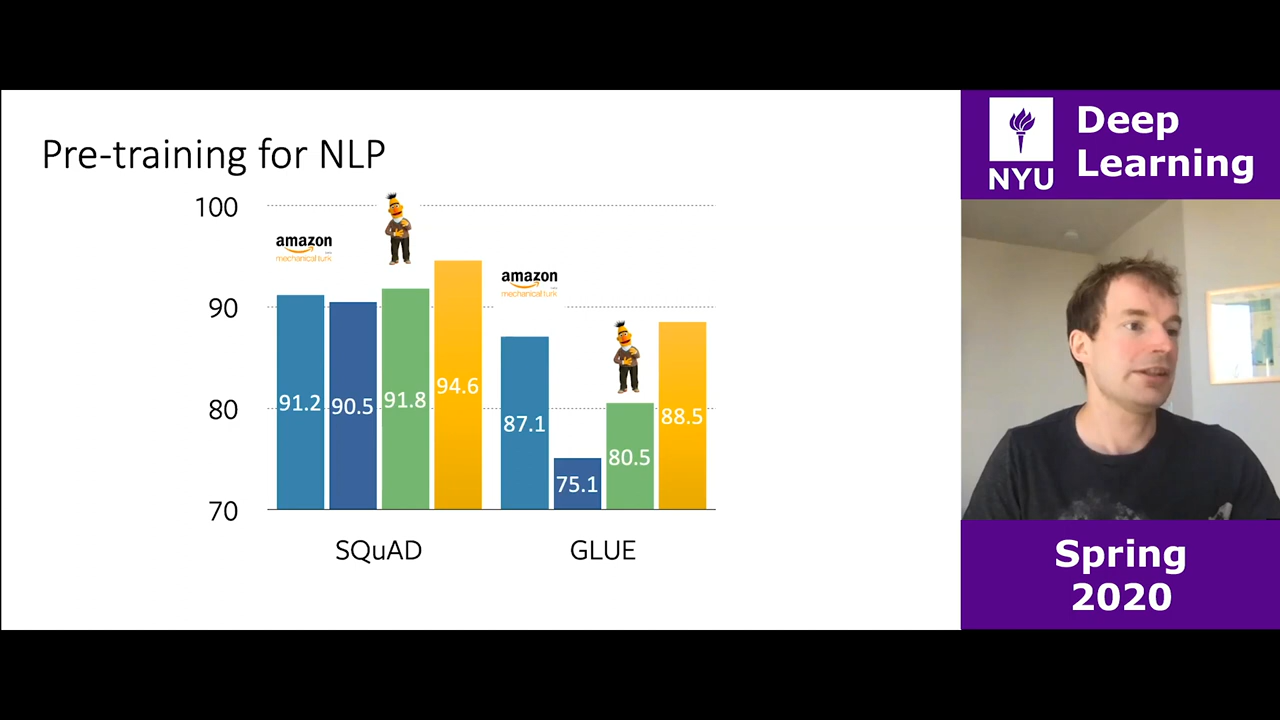 Pre-training for NLP
100
90
80
70
amazon
mechanical turk
amazon
mechanical turk
91.2
90.5
91.8
94.6
87.1
75.1
80.5
88.5
SQuAD
GLUE
NYU
Deep
Learning
Spring
2020